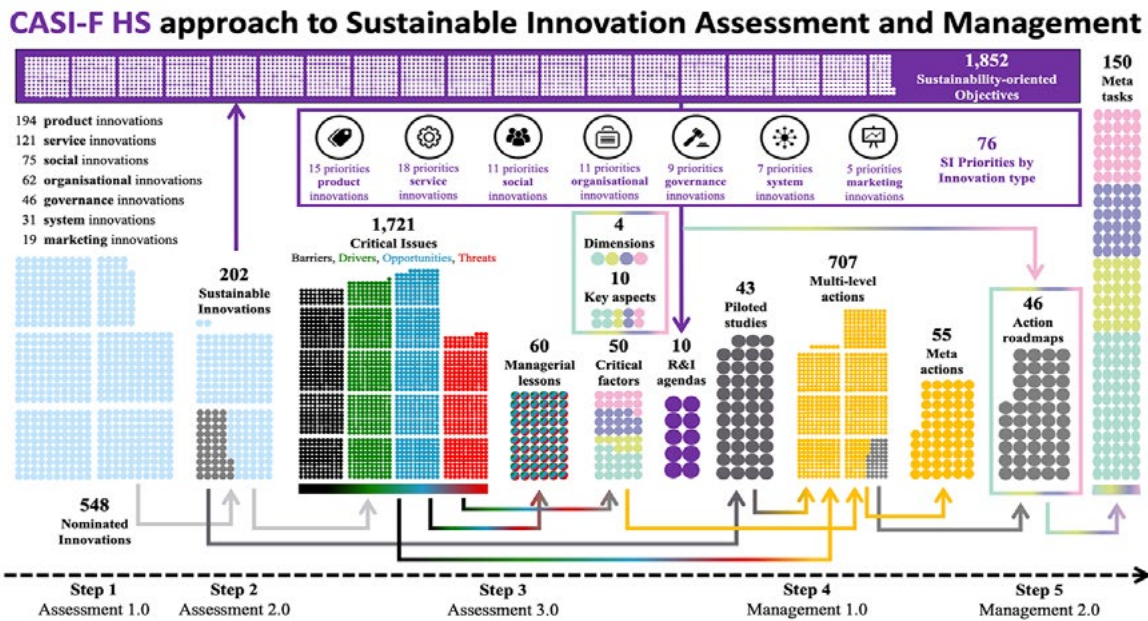 CASI-F HS approach to Sustainable Innovation Assessment and Management
1,852
Sustainability-oriented
Objectives
150
Meta
tasks
194 product innovations
121 service innovations
75 social innovations
62 organisational innovations
46 governance innovations
31 system innovations
19 marketing innovations
15 priorities
product
innovations
18 priorities
service
innovations
11 priorities
social
innovations
11 priorities
organisational
innovations
9 priorities
governance
innovations
7 priorities
system
innovations
5 priorities
marketing
innovations
76
SI Priorities by
Innovation type
202
Sustainable
Innovations
1,721
Critical Issues
Barriers, Drivers, Opportunities, Threats
4
Dimensions
10
Key aspects
60
Managerial
lessons
50
Critical
factors
10
R&I
agendas
43
Piloted
studies
707
Multi-level
actions
55
Meta
actions
46
Action
roadmaps
548
Nominated
Innovations
Step 1
Assessment 1.0
Step 2
Assessment 2.0
Step 3
Assessment 3.0
Step 4
Management 1.0
Step 5
Management 2.0